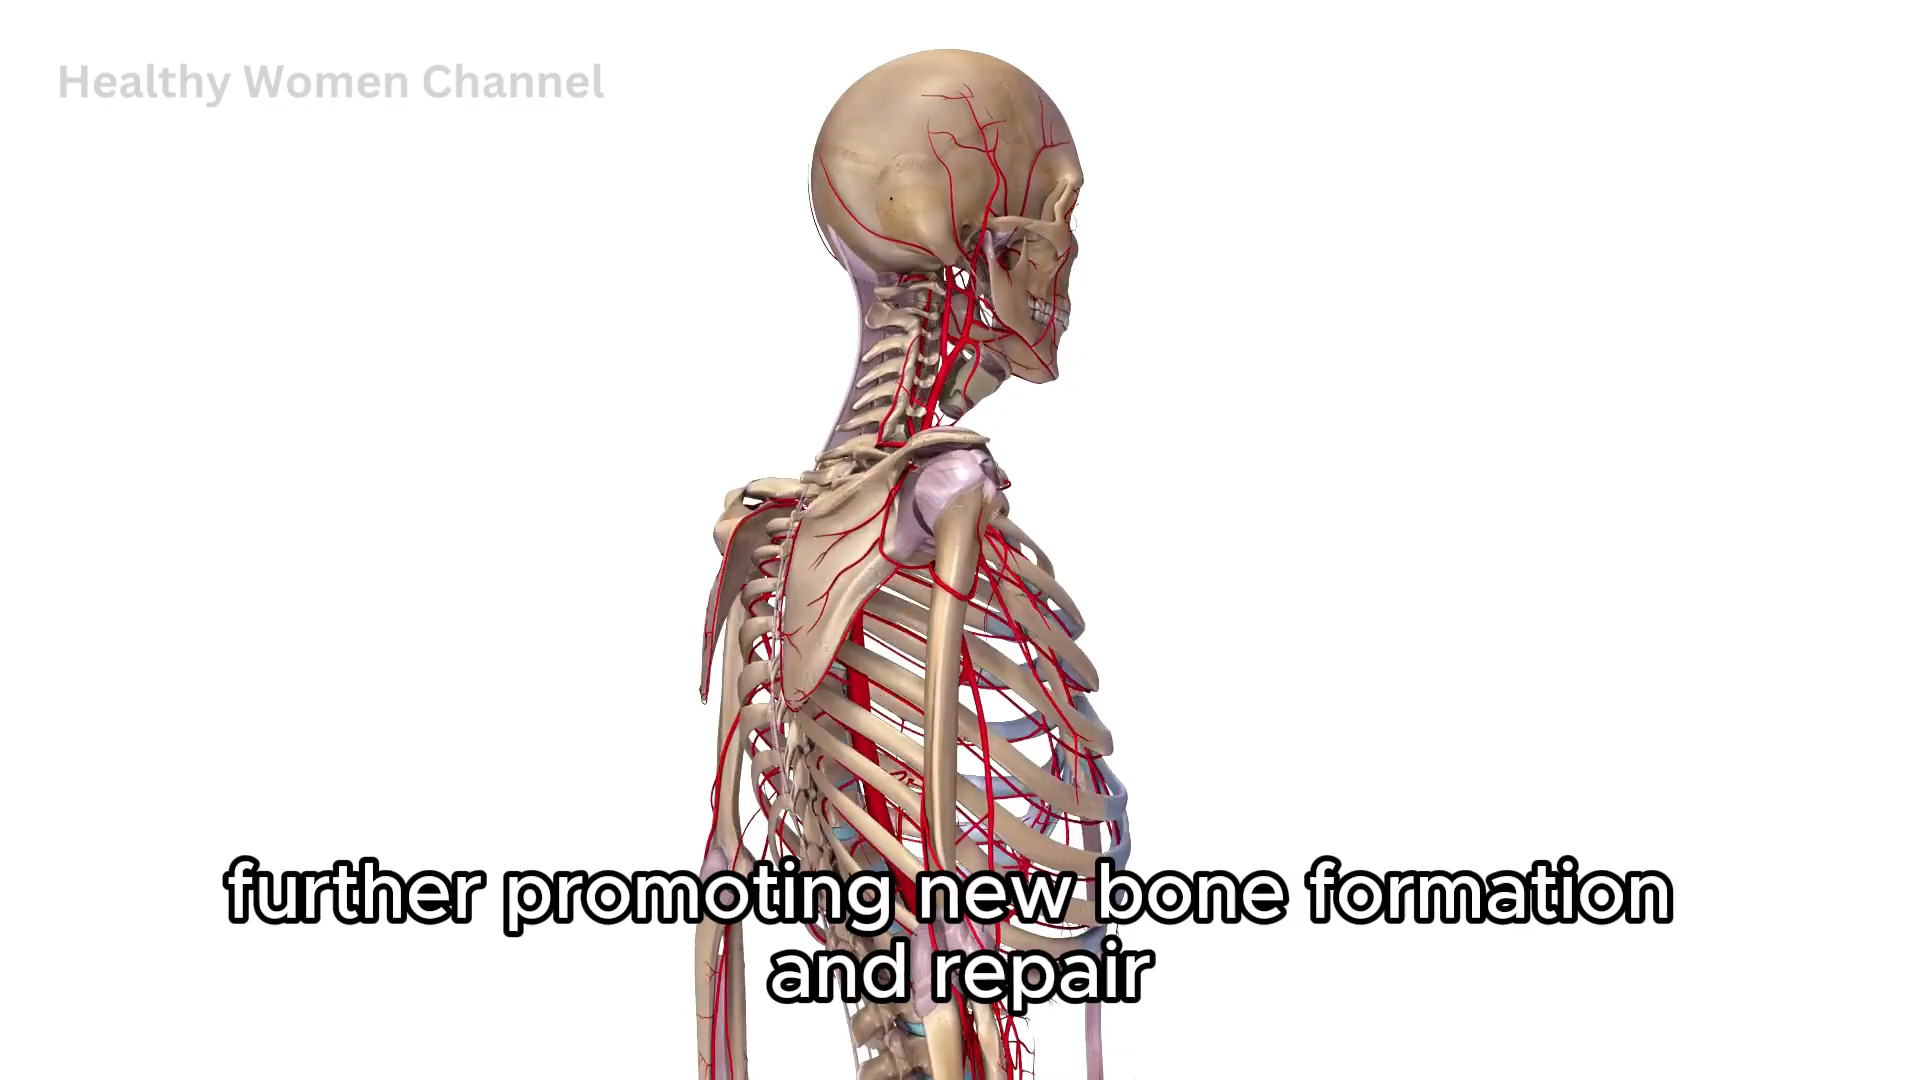 Healthy Women Channel
further promoting new bone formation
and repair